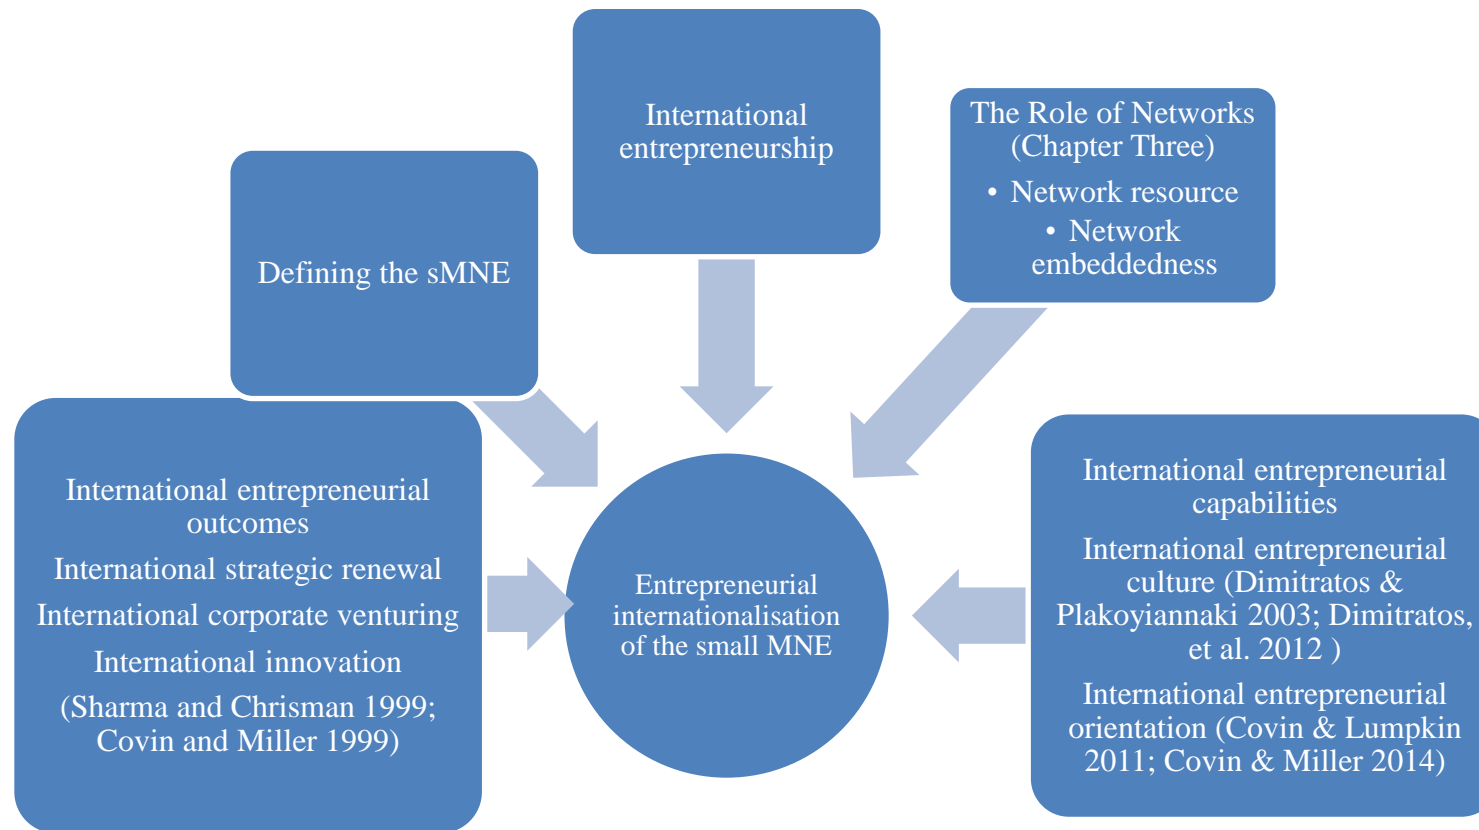 International
entrepreneurship
The Role of Networks
(Chapter Three)
• Network resource
• Network
embeddedness
Defining the sMNE
International entrepreneurial
outcomes
International strategic renewal
International corporate venturing
International innovation
(Sharma and Chrisman 1999;
Covin and Miller 1999)
Entrepreneurial
internationalisation
of the small MNE
International entrepreneurial
capabilities
International entrepreneurial
culture (Dimitratos &
Plakoyiannaki 2003; Dimitratos,
et al. 2012 )
International entrepreneurial
orientation (Covin & Lumpkin
2011; Covin & Miller 2014)